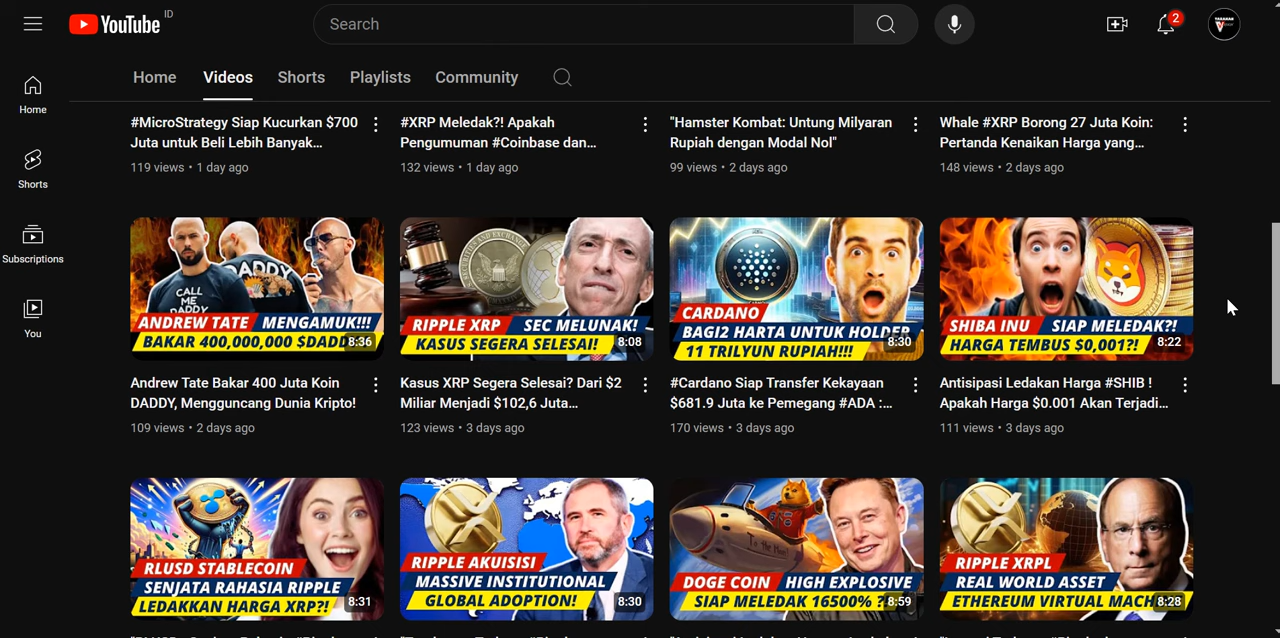 YouTube ID
Search
2
Home
Videos
Shorts
Playlists
Community
Home
Shorts
Subscriptions
You
#MicroStrategy Siap Kucurkan $700
Juta untuk Beli Lebih Banyak...
119 views • 1 day ago
#XRP Meledak?! Apakah
Pengumuman #Coinbase dan...
132 views • 1 day ago
"Hamster Kombat: Untung Milyaran
Rupiah dengan Modal Nol"
99 views • 2 days ago
Whale #XRP Borong 27 Juta Koin:
Pertanda Kenaikan Harga yang...
148 views • 2 days ago
DADDY
CALL
ME
DADDY
ANDREW TATE MENGAMUK!!!
BAKAR 400,000,000 $DADD
8:36
RIPPLE XRP SEC MELUNAK!
KASUS SEGERA SELESAI!
8:08
CARDANO
BAGI2 HARTA UNTUK HOLDER
11 TRILYUN RUPIAH!!!
8:30
SHIBA INU SIAP MELEDAK?!
HARGA TEMBUS $0,001?!
8:22
Andrew Tate Bakar 400 Juta Koin
DADDY, Mengguncang Dunia Kripto!
109 views • 2 days ago
Kasus XRP Segera Selesai? Dari $2
Miliar Menjadi $102,6 Juta...
123 views • 3 days ago
#Cardano Siap Transfer Kekayaan
$681.9 Juta ke Pemegang #ADA :...
170 views • 3 days ago
Antisipasi Ledakan Harga #SHIB !
Apakah Harga $0.001 Akan Terjadi...
111 views • 3 days ago
RLUSD STABLECOIN
SENJATA RAHASIA RIPPLE
LEDAKKAN HARGA XRP?!
8:31
RIPPLE AKUISISI
MASSIVE INSTITUTIONAL
GLOBAL ADOPTION!
8:30
To the Moon!
DOGE COIN HIGH EXPLOSIVE
SIAP MELEDAK 16500% ?
8:59
RIPPLE XRPL
REAL WORLD ASSET
ETHEREUM VIRTUAL MACH
8:28